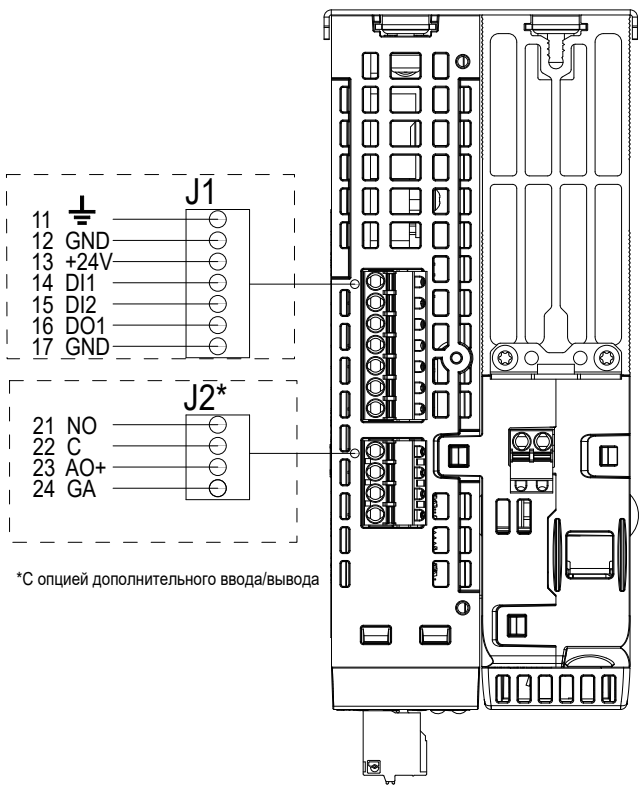 J1
11
12 GND
13 +24V
14 DI1
15 DI2
16 DO1
17 GND
J2*
21 NO
22 C
23 AO+
24 GA
*С опцией дополнительного ввода/вывода